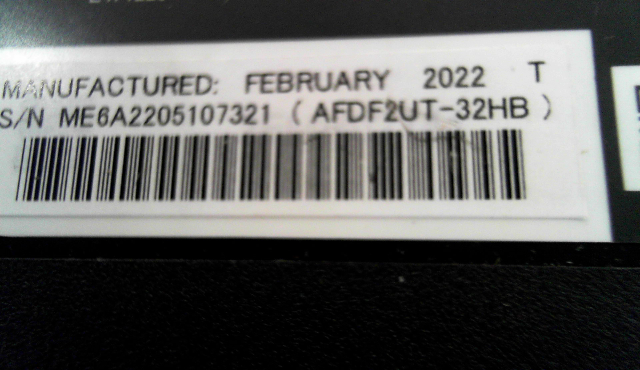 MANUFACTURED: FEBRUARY 2022 T
S/N ME6A2205107321 (AFDF2UT-32HB)